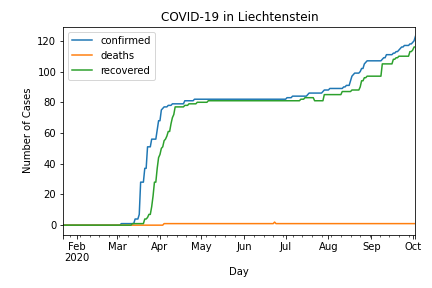 COVID-19 in Liechtenstein
confirmed
deaths
recovered
Number of Cases
120
100
80
60
40
20
0
Feb Mar Apr May Jun Jul Aug Sep Oct
2020
Day